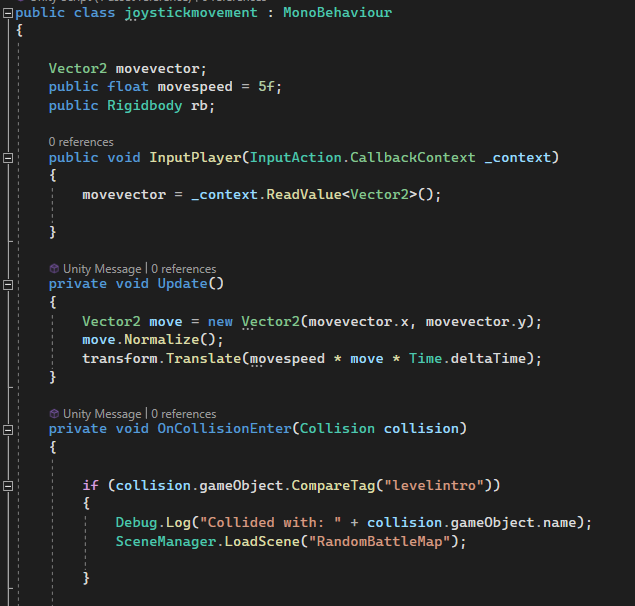 public class joystickmovement : MonoBehaviour
{
Vector2 movevector;
public float movespeed = 5f;
public Rigidbody rb;
0 references
public void InputPlayer(InputAction.CallbackContext _context)
{
movevector = _context.ReadValue<Vector2>();
}
Unity Message | 0 references
private void Update()
{
Vector2 move = new Vector2(movevector.x, movevector.y);
move.Normalize();
transform.Translate(movespeed * move * Time.deltaTime);
}
Unity Message | 0 references
private void OnCollisionEnter(Collision collision)
{
if (collision.gameObject.CompareTag("levelintro"))
{
Debug.Log("Collided with: " + collision.gameObject.name);
SceneManager.LoadScene("RandomBattleMap");
}